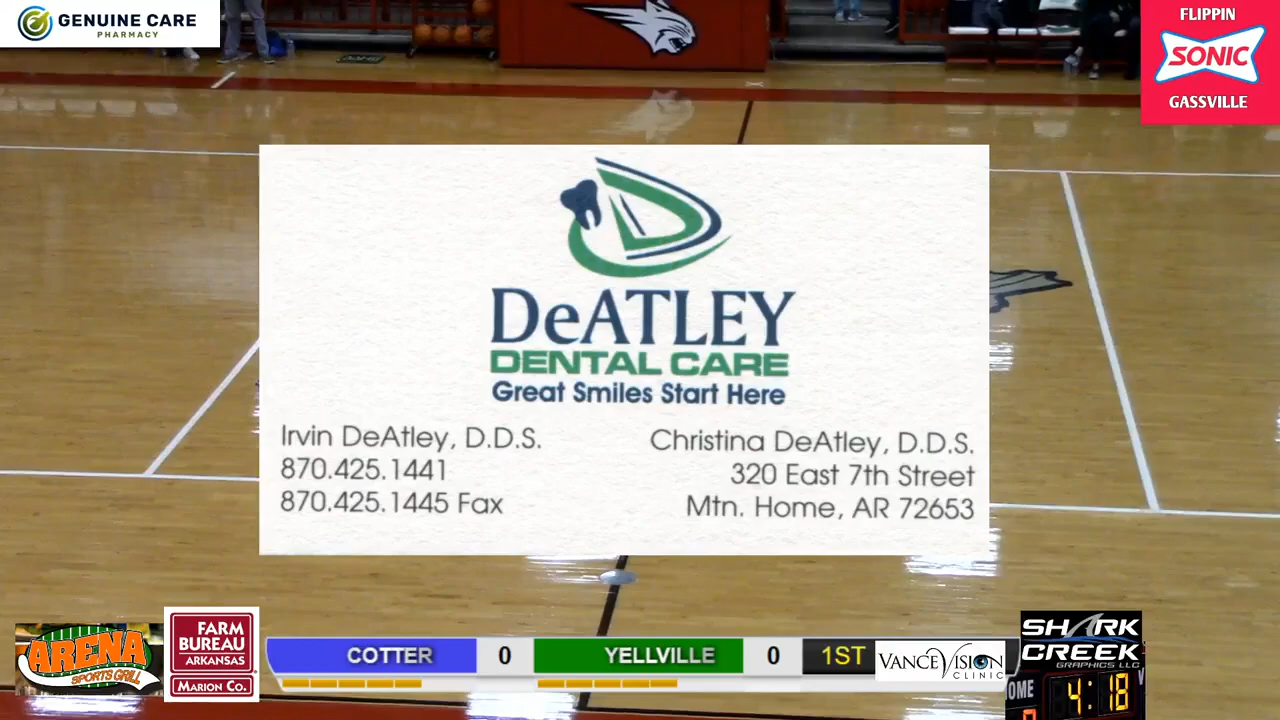 GENUINE CARE
PHARMACY
FLIPPIN
SONIC
GASSVILLE
DeATLEY
DENTAL CARE
Great Smiles Start Here
Irvin DeAtley, D.D.S.
870.425.1441
870.425.1445 Fax
Christina DeAtley, D.D.S.
320 East 7th Street
Mtn. Home, AR 72653
ARENA
SPORTS GRILL
FARM
BUREAU
ARKANSAS
MARION CO.
COTTER 0 YELLVILLE 0 1ST
VANCE VISION
CLINIC
SHARK
CREEK
GRAPHICS LLC
OME
4:18